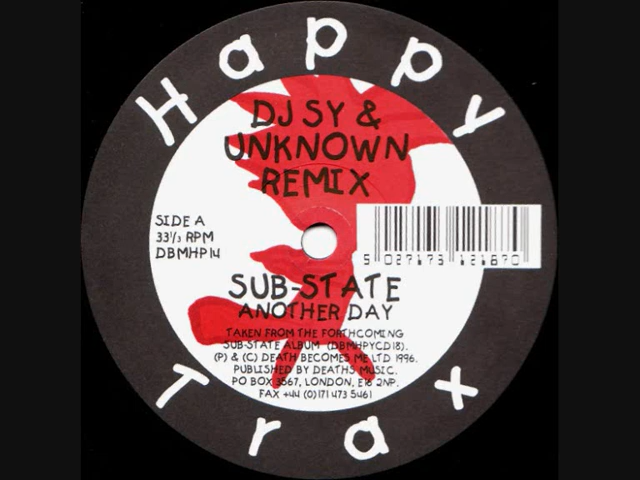 Happy
DJ SY &
UNKNOWN
REMIX
SIDE A
33⅓ RPM
DBMHP14
5 027173 121870
SUB-STATE
ANOTHER DAY
TAKEN FROM THE FORTHCOMING
SUB-STATE ALBUM (DBMHPYCD18).
(P) & (C) DEATH BECOMES ME LTD 1996.
PUBLISHED BY DEATHS MUSIC.
PO BOX 3567, LONDON, E16 2NP.
FAX +44 (0)171 473 5461
Trax